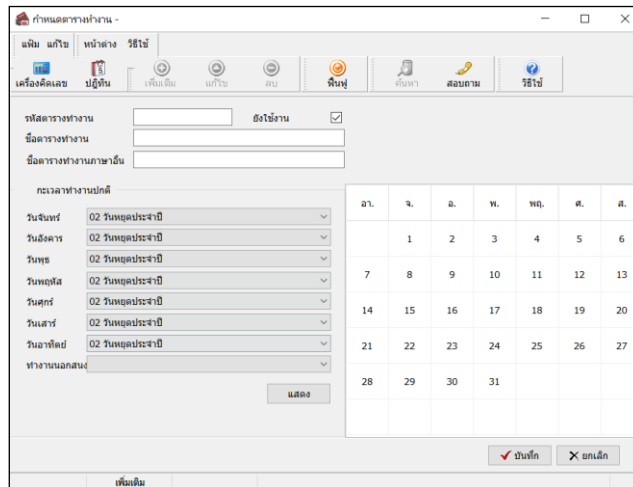 กำหนดตารางทำงาน -
แฟ้ม แก้ไข หน้าต่าง วิธีใช้
เครื่องคิดเลข ปฏิทิน เพิ่มเติม แก้ไข ลบ ฟื้นฟู ค้นหา สอบถาม วิธีใช้
รหัสตารางทำงาน ยังใช้งาน
ชื่อตารางทำงาน
ชื่อตารางทำงานภาษาอื่น
กะเวลาทำงานปกติ
วันจันทร์ 02 วันหยุดประจำปี
วันอังคาร 02 วันหยุดประจำปี
วันพุธ 02 วันหยุดประจำปี
วันพฤหัส 02 วันหยุดประจำปี
วันศุกร์ 02 วันหยุดประจำปี
วันเสาร์ 02 วันหยุดประจำปี
วันอาทิตย์ 02 วันหยุดประจำปี
ทำงานนอกสถ
แสดง
อา. จ. อ. พ. พฤ. ศ. ส.
1 2 3 4 5 6
7 8 9 10 11 12 13
14 15 16 17 18 19 20
21 22 23 24 25 26 27
28 29 30 31
บันทึก ยกเลิก
เพิ่มเติม